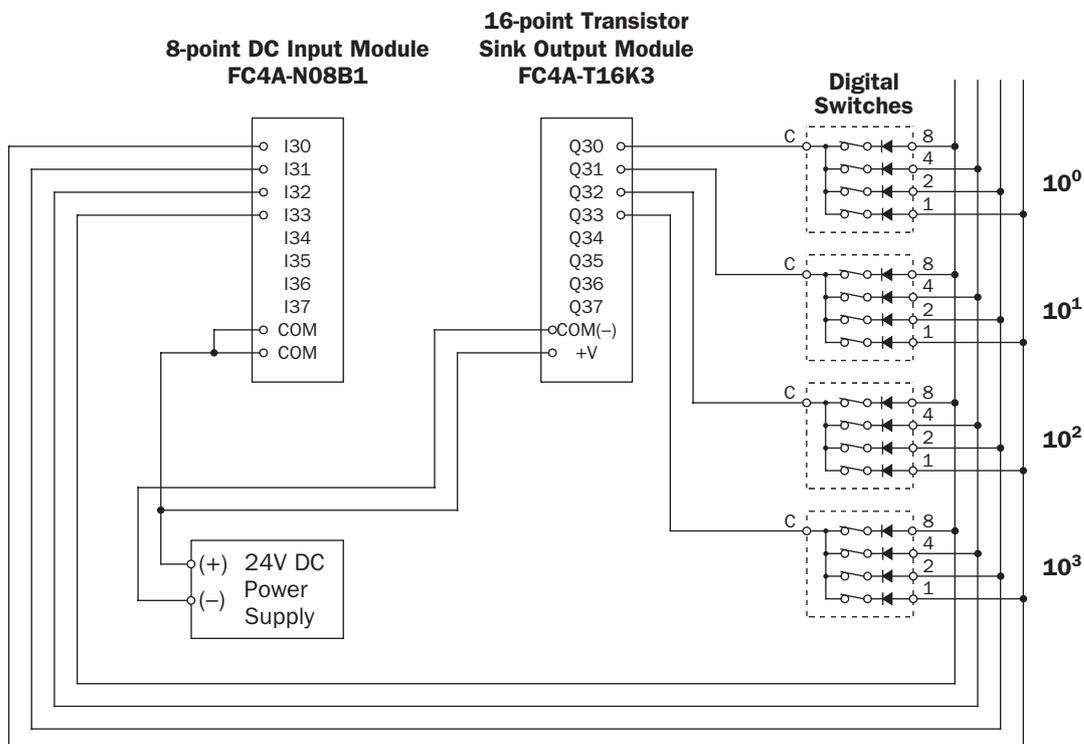 16-point Transistor
Sink Output Module
FC4A-T16K3
8-point DC Input Module
FC4A-N08B1
Digital
Switches
I30
I31
I32
I33
I34
I35
I36
I37
COM
COM
Q30
Q31
Q32
Q33
Q34
Q35
Q36
Q37
COM(–)
+V
C
8
4
2
1
10⁰
C
8
4
2
1
10¹
C
8
4
2
1
10²
C
8
4
2
1
10³
(+) 24V DC
Power
(–) Supply